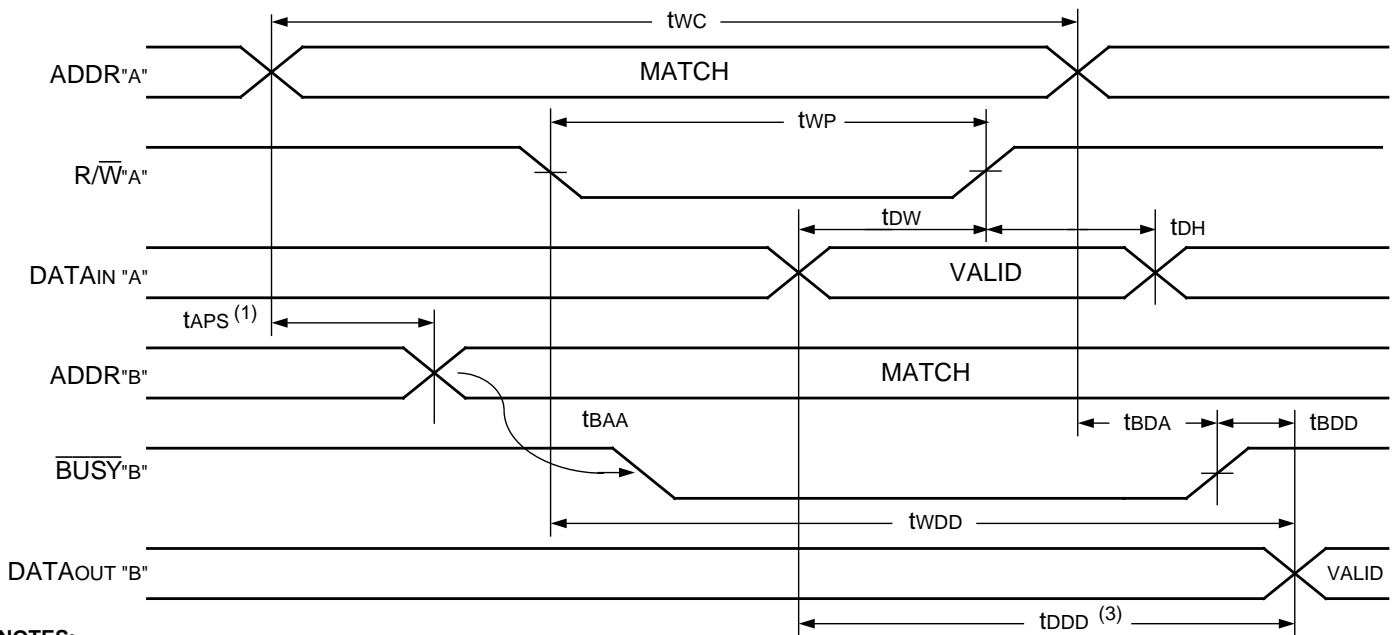 tWC
ADDR"A" MATCH
tWP
R/W"A"
tDW tDH
DATAIN "A" VALID
tAPS (1)
ADDR"B" MATCH
tBAA tBDA tBDD
BUSY"B"
tWDD
DATAOUT "B" VALID
tDDD (3)